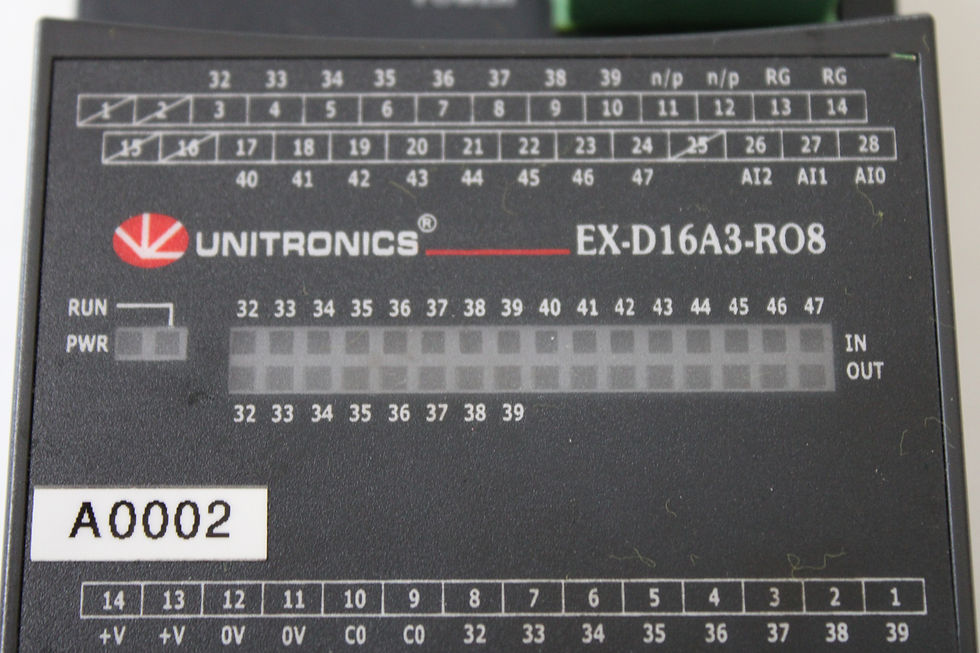 POWER
32 33 34 35 36 37 38 39 n/p n/p RG RG
1 2 3 4 5 6 7 8 9 10 11 12 13 14
15 16 17 18 19 20 21 22 23 24 25 26 27 28
40 41 42 43 44 45 46 47 AI2 AI1 AI0
UNITRONICS® EX-D16A3-RO8
RUN 32 33 34 35 36 37 38 39 40 41 42 43 44 45 46 47
PWR IN
OUT
32 33 34 35 36 37 38 39
A0002
14 13 12 11 10 9 8 7 6 5 4 3 2 1
+V +V 0V 0V C0 C0 32 33 34 35 36 37 38 39